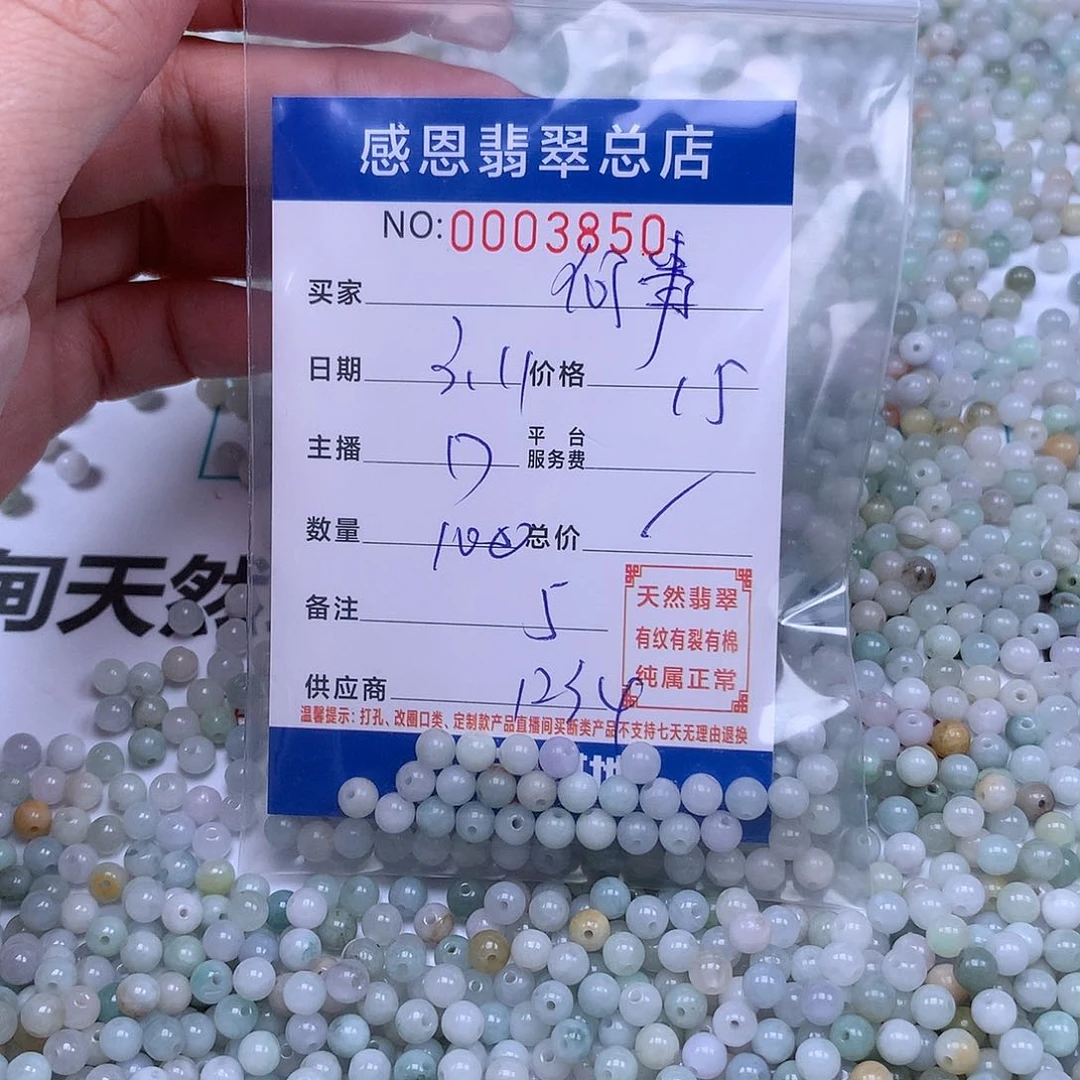 感恩翡翠总店
NO:0003850
买家
日期 3.11 价格 15
主播 平台服务费
数量 100 总价 /
备注 5
供应商
天然翡翠
有纹有裂有棉
纯属正常
温馨提示：打孔、改圈口类、定制款产品直播间买断类产品不支持七天无理由退换
甸天然